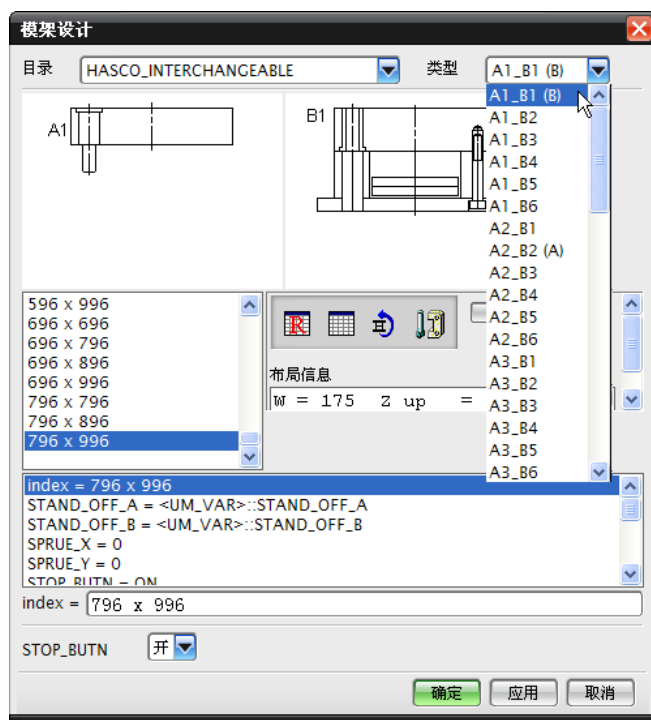 模架设计
目录 HASCO_INTERCHANGEABLE 类型 A1_B1 (B)
A1
B1
A1_B1 (B)
A1_B2
A1_B3
A1_B4
A1_B5
A1_B6
A2_B1
A2_B2 (A)
A2_B3
A2_B4
A2_B5
A2_B6
A3_B1
A3_B2
A3_B3
A3_B4
A3_B5
A3_B6
596 x 996
696 x 696
696 x 796
696 x 896
696 x 996
796 x 796
796 x 896
796 x 996
R
布局信息
W = 175 Z up =
index = 796 x 996
STAND_OFF_A = <UM_VAR>::STAND_OFF_A
STAND_OFF_B = <UM_VAR>::STAND_OFF_B
SPRUE_X = 0
SPRUE_Y = 0
STOP_BUTN = ON
index = 796 x 996
STOP_BUTN 开
确定 应用 取消